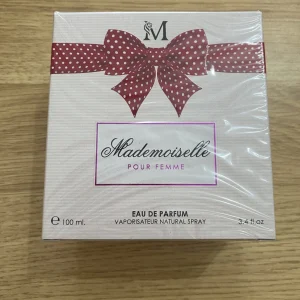 M
Mademoiselle
POUR FEMME
EAU DE PARFUM
e 100 ml. VAPORISATEUR NATURAL SPRAY 3.4 fl.oz